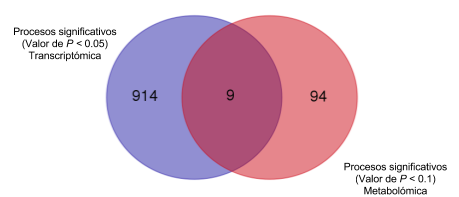 Procesos significativos
(Valor de P < 0.05)
Transcriptómica
914
9
94
Procesos significativos
(Valor de P < 0.1)
Metabolómica